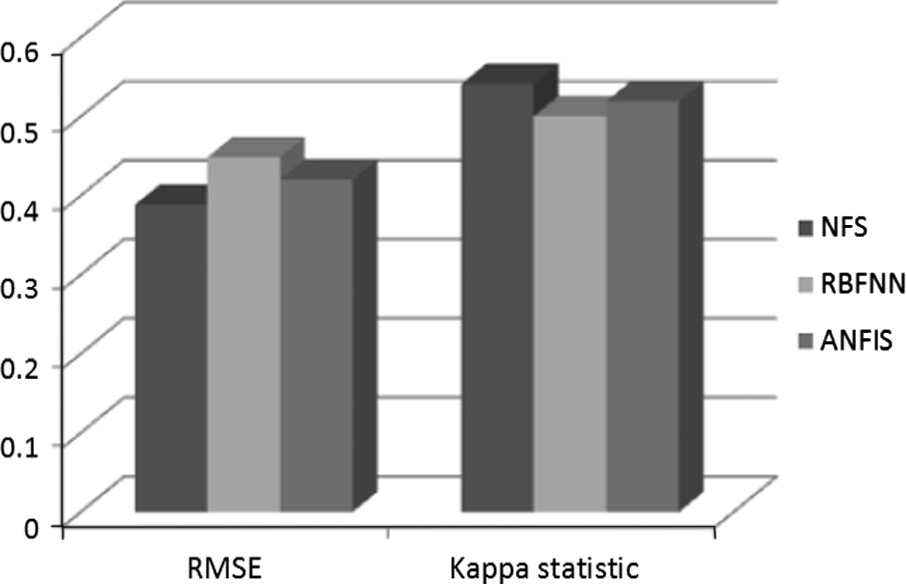 0.6
0.5
0.4
0.3
0.2
0.1
0
RMSE
Kappa statistic
NFS
RBFNN
ANFIS